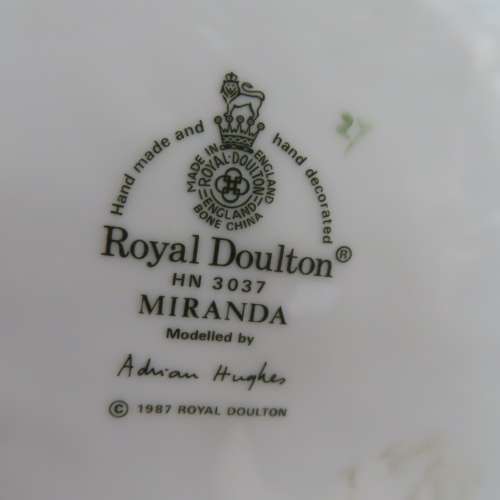 Hand made and hand decorated
MADE IN ENGLAND
ROYAL·DOULTON
ENGLAND
BONE CHINA
Royal Doulton®
HN 3037
MIRANDA
Modelled by
Adrian Hughes
© 1987 ROYAL DOULTON